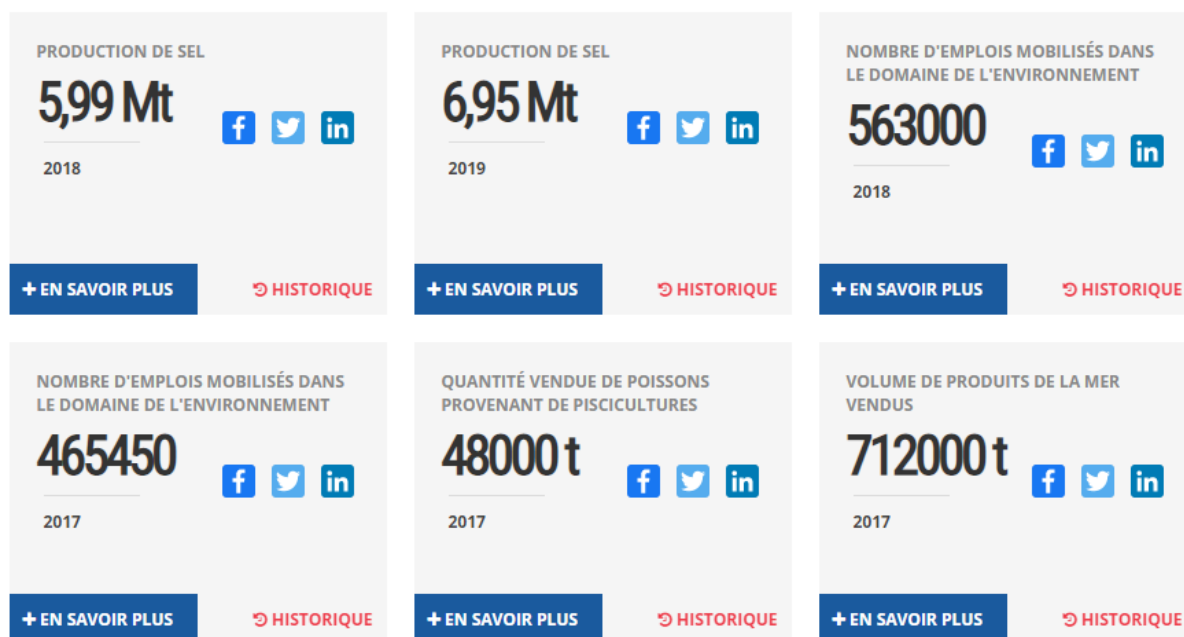 PRODUCTION DE SEL
5,99 Mt
2018
+ EN SAVOIR PLUS
HISTORIQUE
PRODUCTION DE SEL
6,95 Mt
2019
+ EN SAVOIR PLUS
HISTORIQUE
NOMBRE D'EMPLOIS MOBILISÉS DANS
LE DOMAINE DE L'ENVIRONNEMENT
563000
2018
+ EN SAVOIR PLUS
HISTORIQUE
NOMBRE D'EMPLOIS MOBILISÉS DANS
LE DOMAINE DE L'ENVIRONNEMENT
465450
2017
+ EN SAVOIR PLUS
HISTORIQUE
QUANTITÉ VENDUE DE POISSONS
PROVENANT DE PISCICULTURES
48000 t
2017
+ EN SAVOIR PLUS
HISTORIQUE
VOLUME DE PRODUITS DE LA MER
VENDUS
712000 t
2017
+ EN SAVOIR PLUS
HISTORIQUE